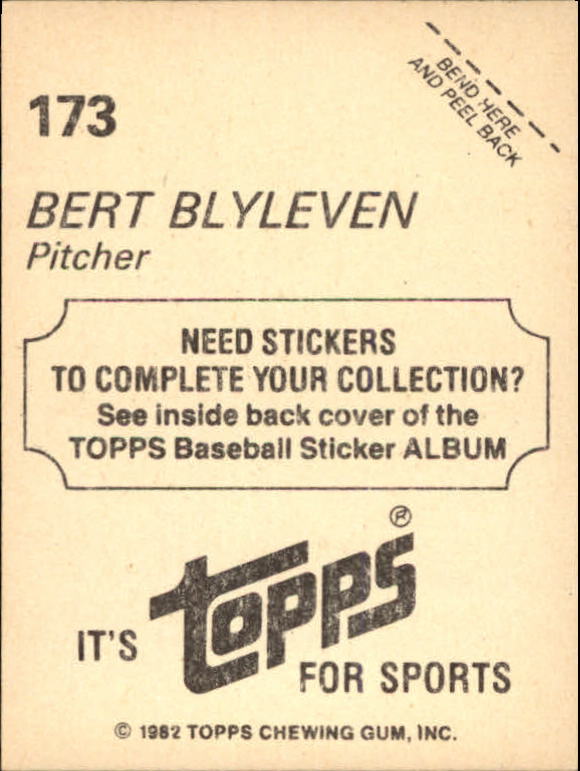 173
BEND HERE
AND PEEL BACK
BERT BLYLEVEN
Pitcher
NEED STICKERS
TO COMPLETE YOUR COLLECTION?
See inside back cover of the
TOPPS Baseball Sticker ALBUM
IT'S topps®
FOR SPORTS
© 1982 TOPPS CHEWING GUM, INC.